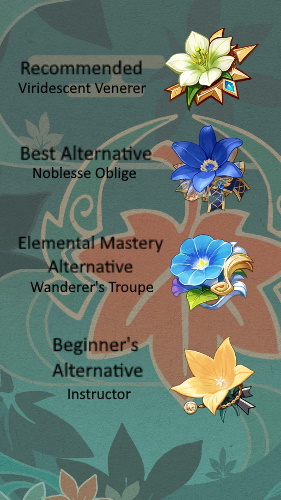 Recommended
Viridescent Venerer
Best Alternative
Noblesse Oblige
Elemental Mastery
Alternative
Wanderer's Troupe
Beginner's
Alternative
Instructor